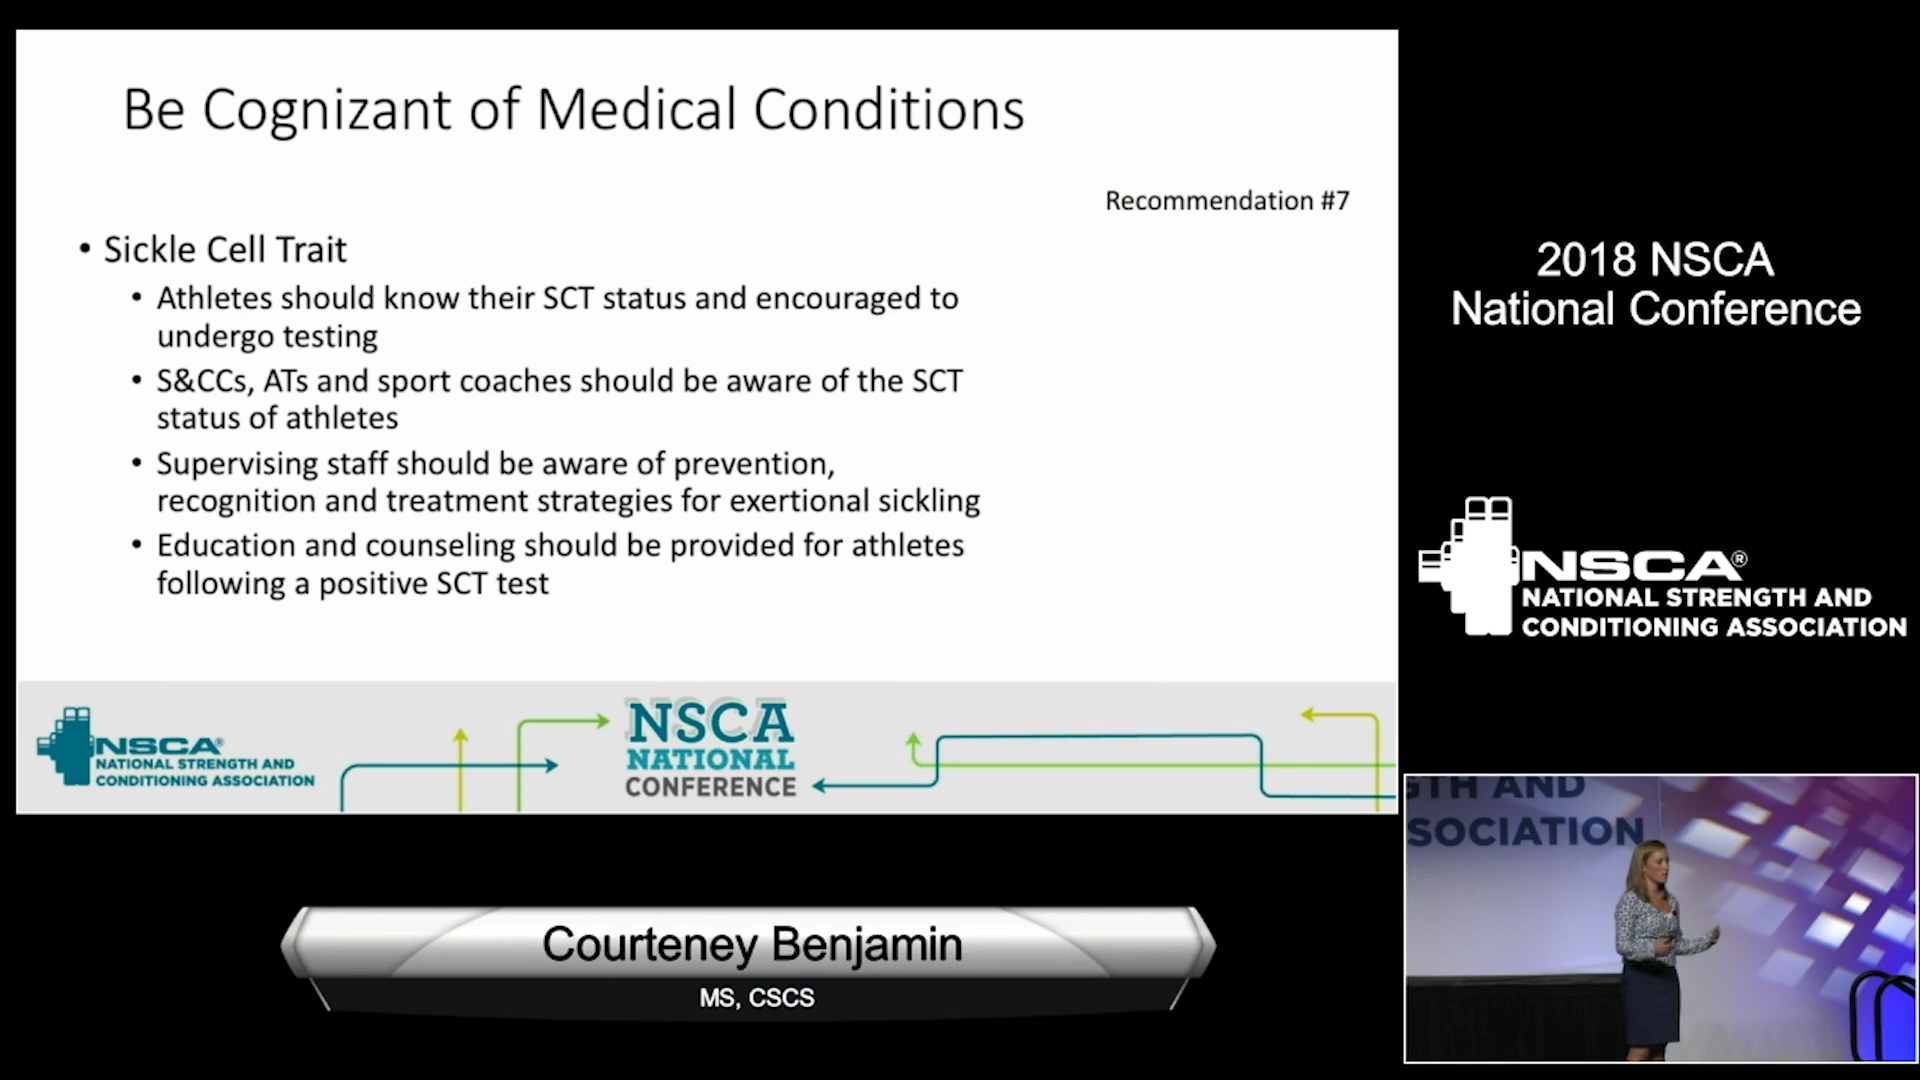 Be Cognizant of Medical Conditions
Recommendation #7
• Sickle Cell Trait
• Athletes should know their SCT status and encouraged to
undergo testing
• S&CCs, ATs and sport coaches should be aware of the SCT
status of athletes
• Supervising staff should be aware of prevention,
recognition and treatment strategies for exertional sickling
• Education and counseling should be provided for athletes
following a positive SCT test
NSCA®
NATIONAL STRENGTH AND
CONDITIONING ASSOCIATION
NSCA
NATIONAL
CONFERENCE
2018 NSCA
National Conference
NSCA®
NATIONAL STRENGTH AND
CONDITIONING ASSOCIATION
GTH AND
SOCIATION
Courteney Benjamin
MS, CSCS